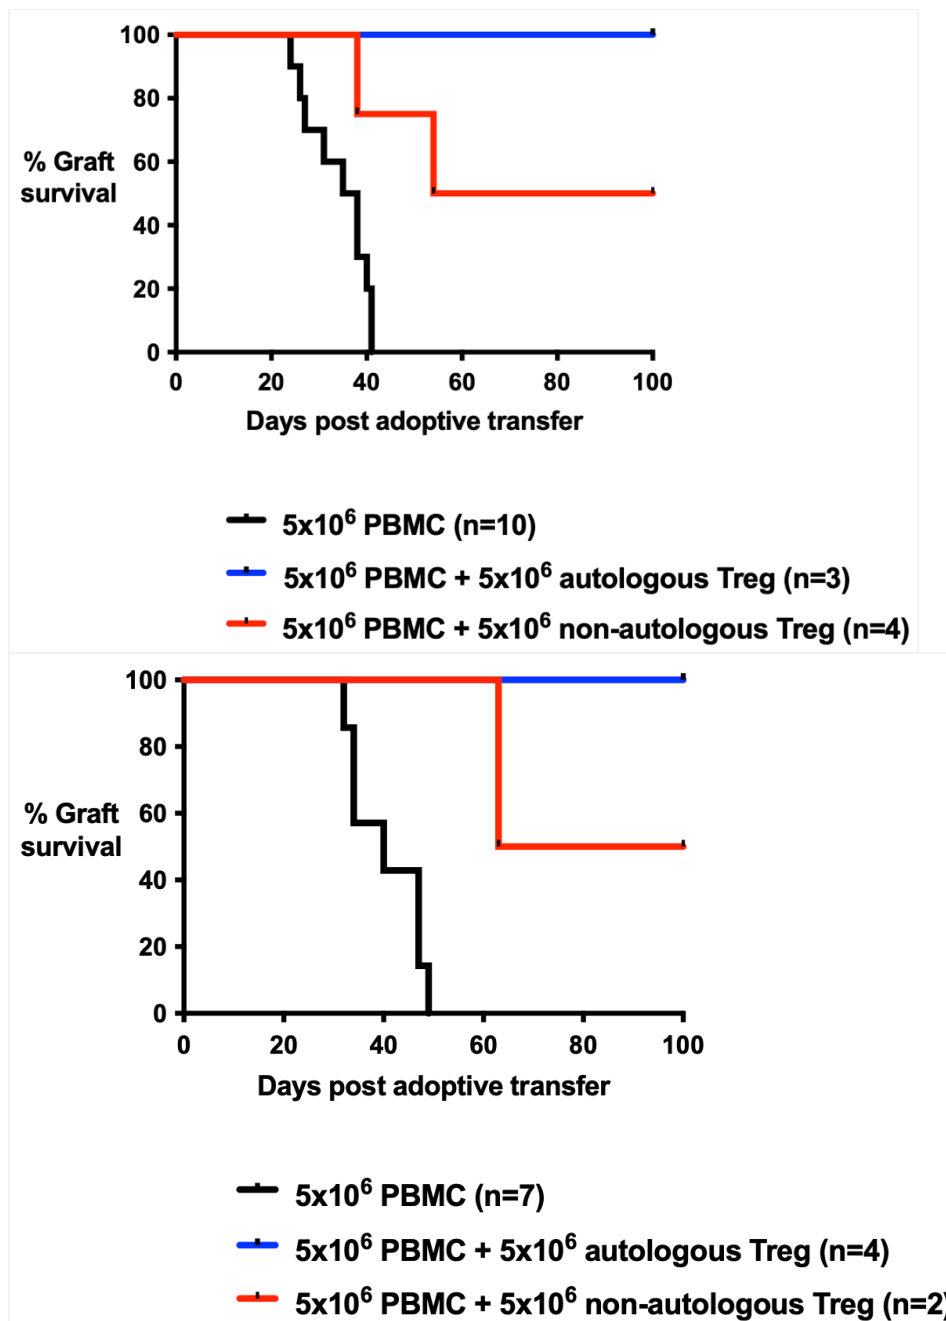 100
80
% Graft
survival
60
40
20
0
0 20 40 60 80 100
Days post adoptive transfer
5x10⁶ PBMC (n=10)
5x10⁶ PBMC + 5x10⁶ autologous Treg (n=3)
5x10⁶ PBMC + 5x10⁶ non-autologous Treg (n=4)
100
80
% Graft
survival
60
40
20
0
0 20 40 60 80 100
Days post adoptive transfer
5x10⁶ PBMC (n=7)
5x10⁶ PBMC + 5x10⁶ autologous Treg (n=4)
5x10⁶ PBMC + 5x10⁶ non-autologous Treg (n=2)